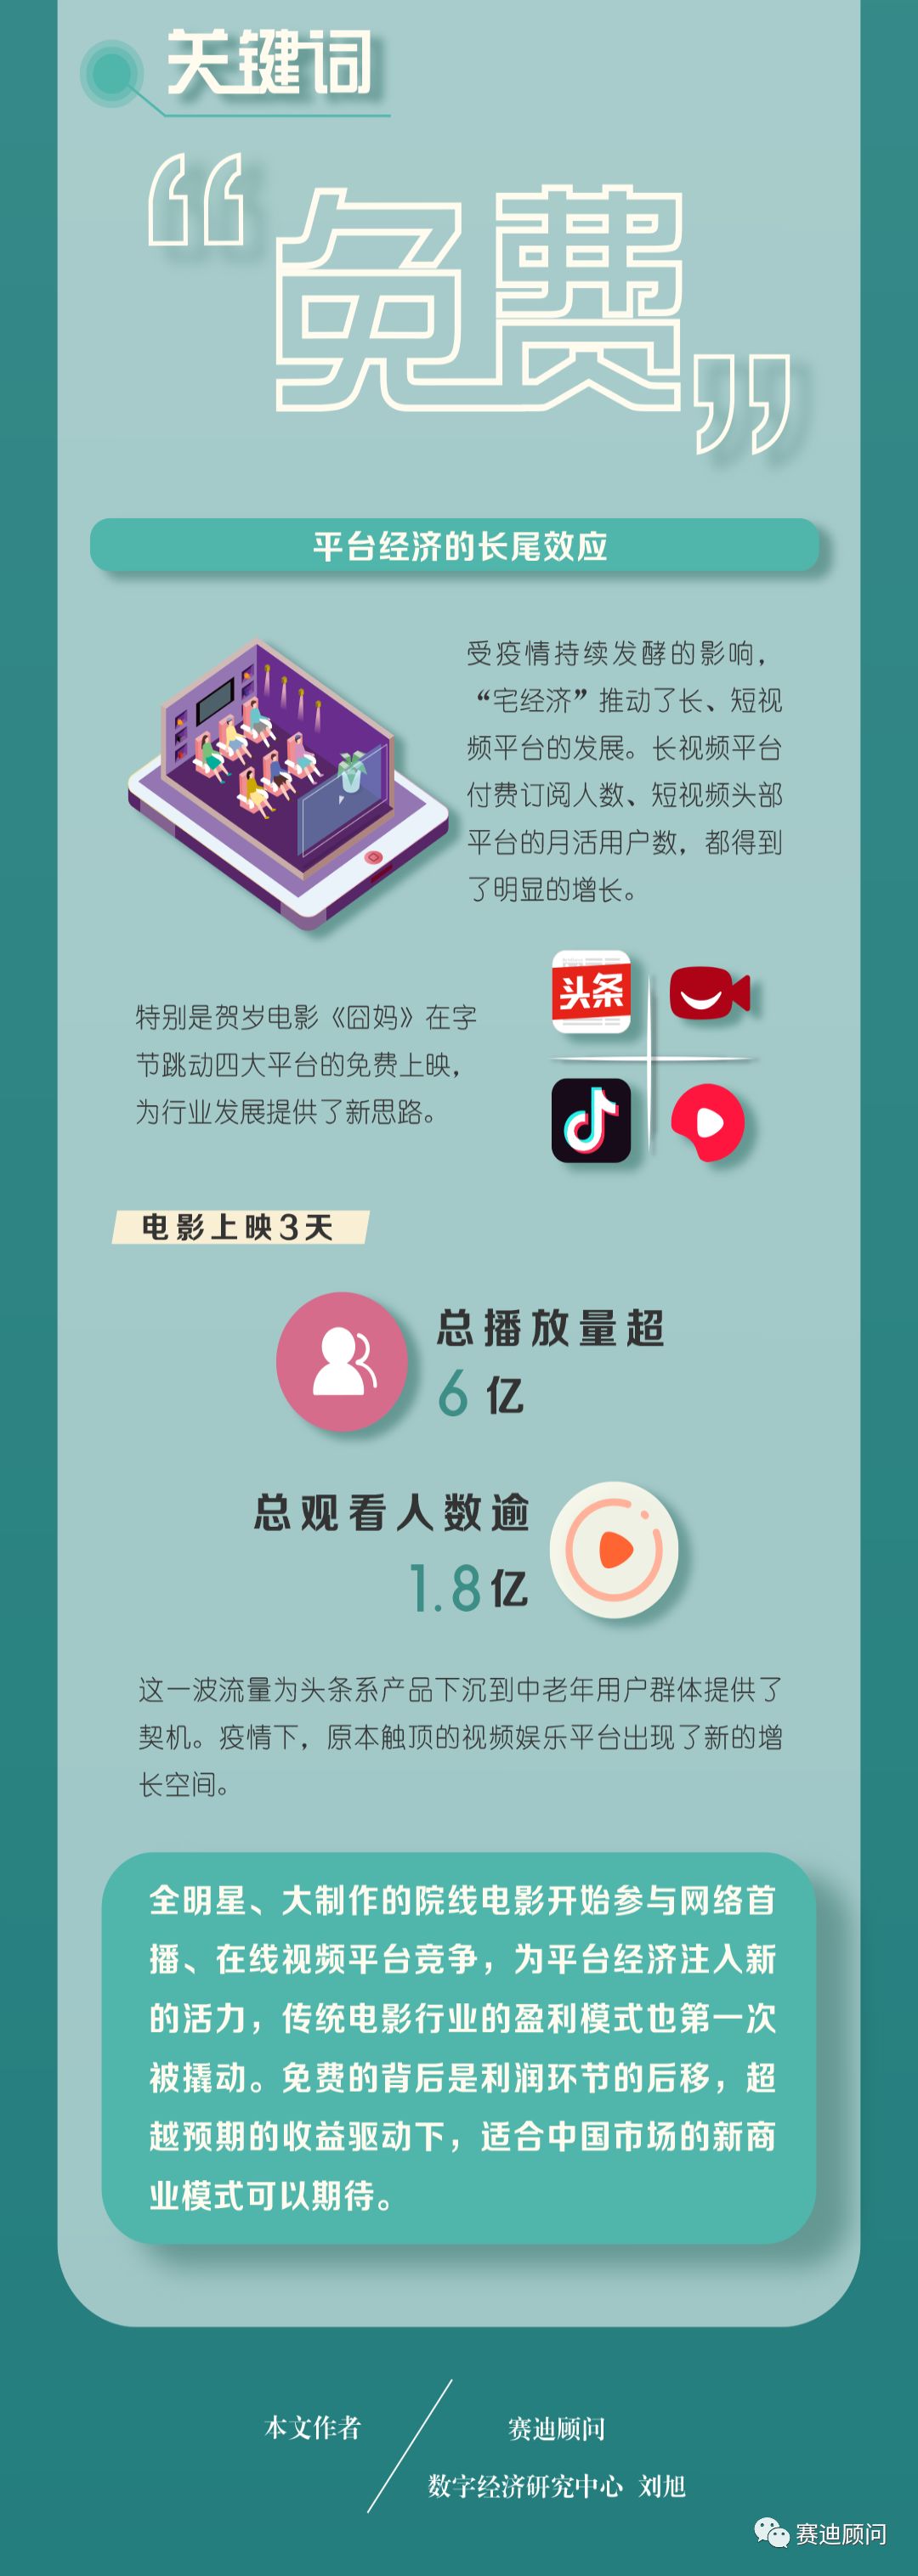 关键词
“免费”
平台经济的长尾效应
受疫情持续发酵的影响，
“宅经济”推动了长、短视
频平台的发展。长视频平台
付费订阅人数、短视频头部
平台的月活用户数，都得到
了明显的增长。
头条
特别是贺岁电影《囧妈》在字
节跳动四大平台的免费上映，
为行业发展提供了新思路。
电影上映3天
总播放量超
6亿
总观看人数逾
1.8亿
这一波流量为头条系产品下沉到中老年用户群体提供了
契机。疫情下，原本触顶的视频娱乐平台出现了新的增
长空间。
全明星、大制作的院线电影开始参与网络首
播、在线视频平台竞争，为平台经济注入新
的活力，传统电影行业的盈利模式也第一次
被撬动。免费的背后是利润环节的后移，超
越预期的收益驱动下，适合中国市场的新商
业模式可以期待。
本文作者
赛迪顾问
数字经济研究中心 刘旭
赛迪顾问